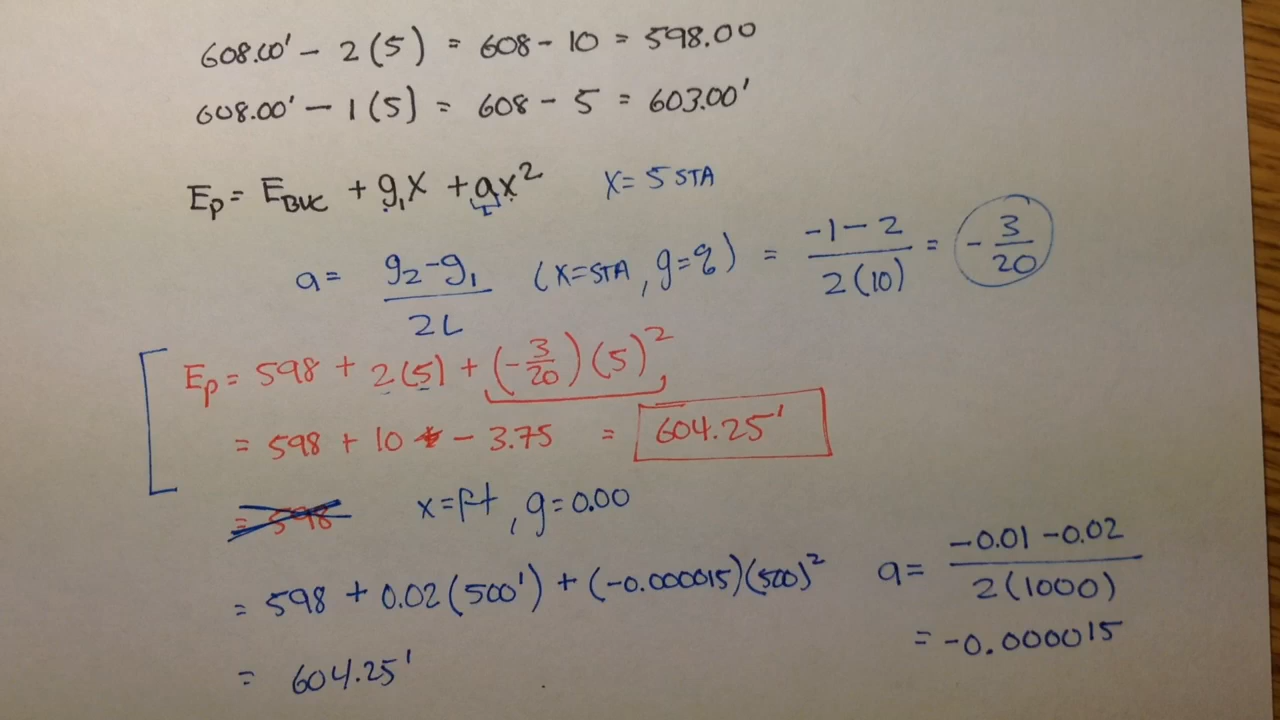 608.00' - 2(5) = 608 - 10 = 598.00
608.00' - 1(5) = 608 - 5 = 603.00'
Ep = EBVC + g₁x + ax² x = 5 STA
a = (g₂-g₁)/2L (x=STA, g=%) = (-1-2)/2(10) = -3/20
Ep = 598 + 2(5) + (-3/20)(5)²
= 598 + 10 - 3.75 = 604.25'
= 598
x=ft, g=0.00
= 598 + 0.02(500') + (-0.000015)(500)² a = (-0.01-0.02)/2(1000)
= -0.000015
= 604.25'